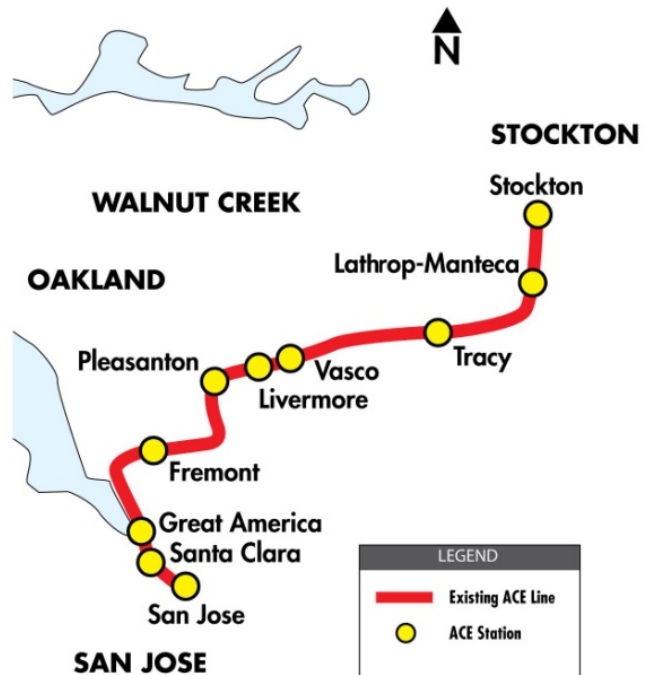 N
STOCKTON
Stockton
WALNUT CREEK
Lathrop-Manteca
OAKLAND
Pleasanton
Vasco
Tracy
Livermore
Fremont
Great America
Santa Clara
San Jose
SAN JOSE
LEGEND
Existing ACE Line
ACE Station